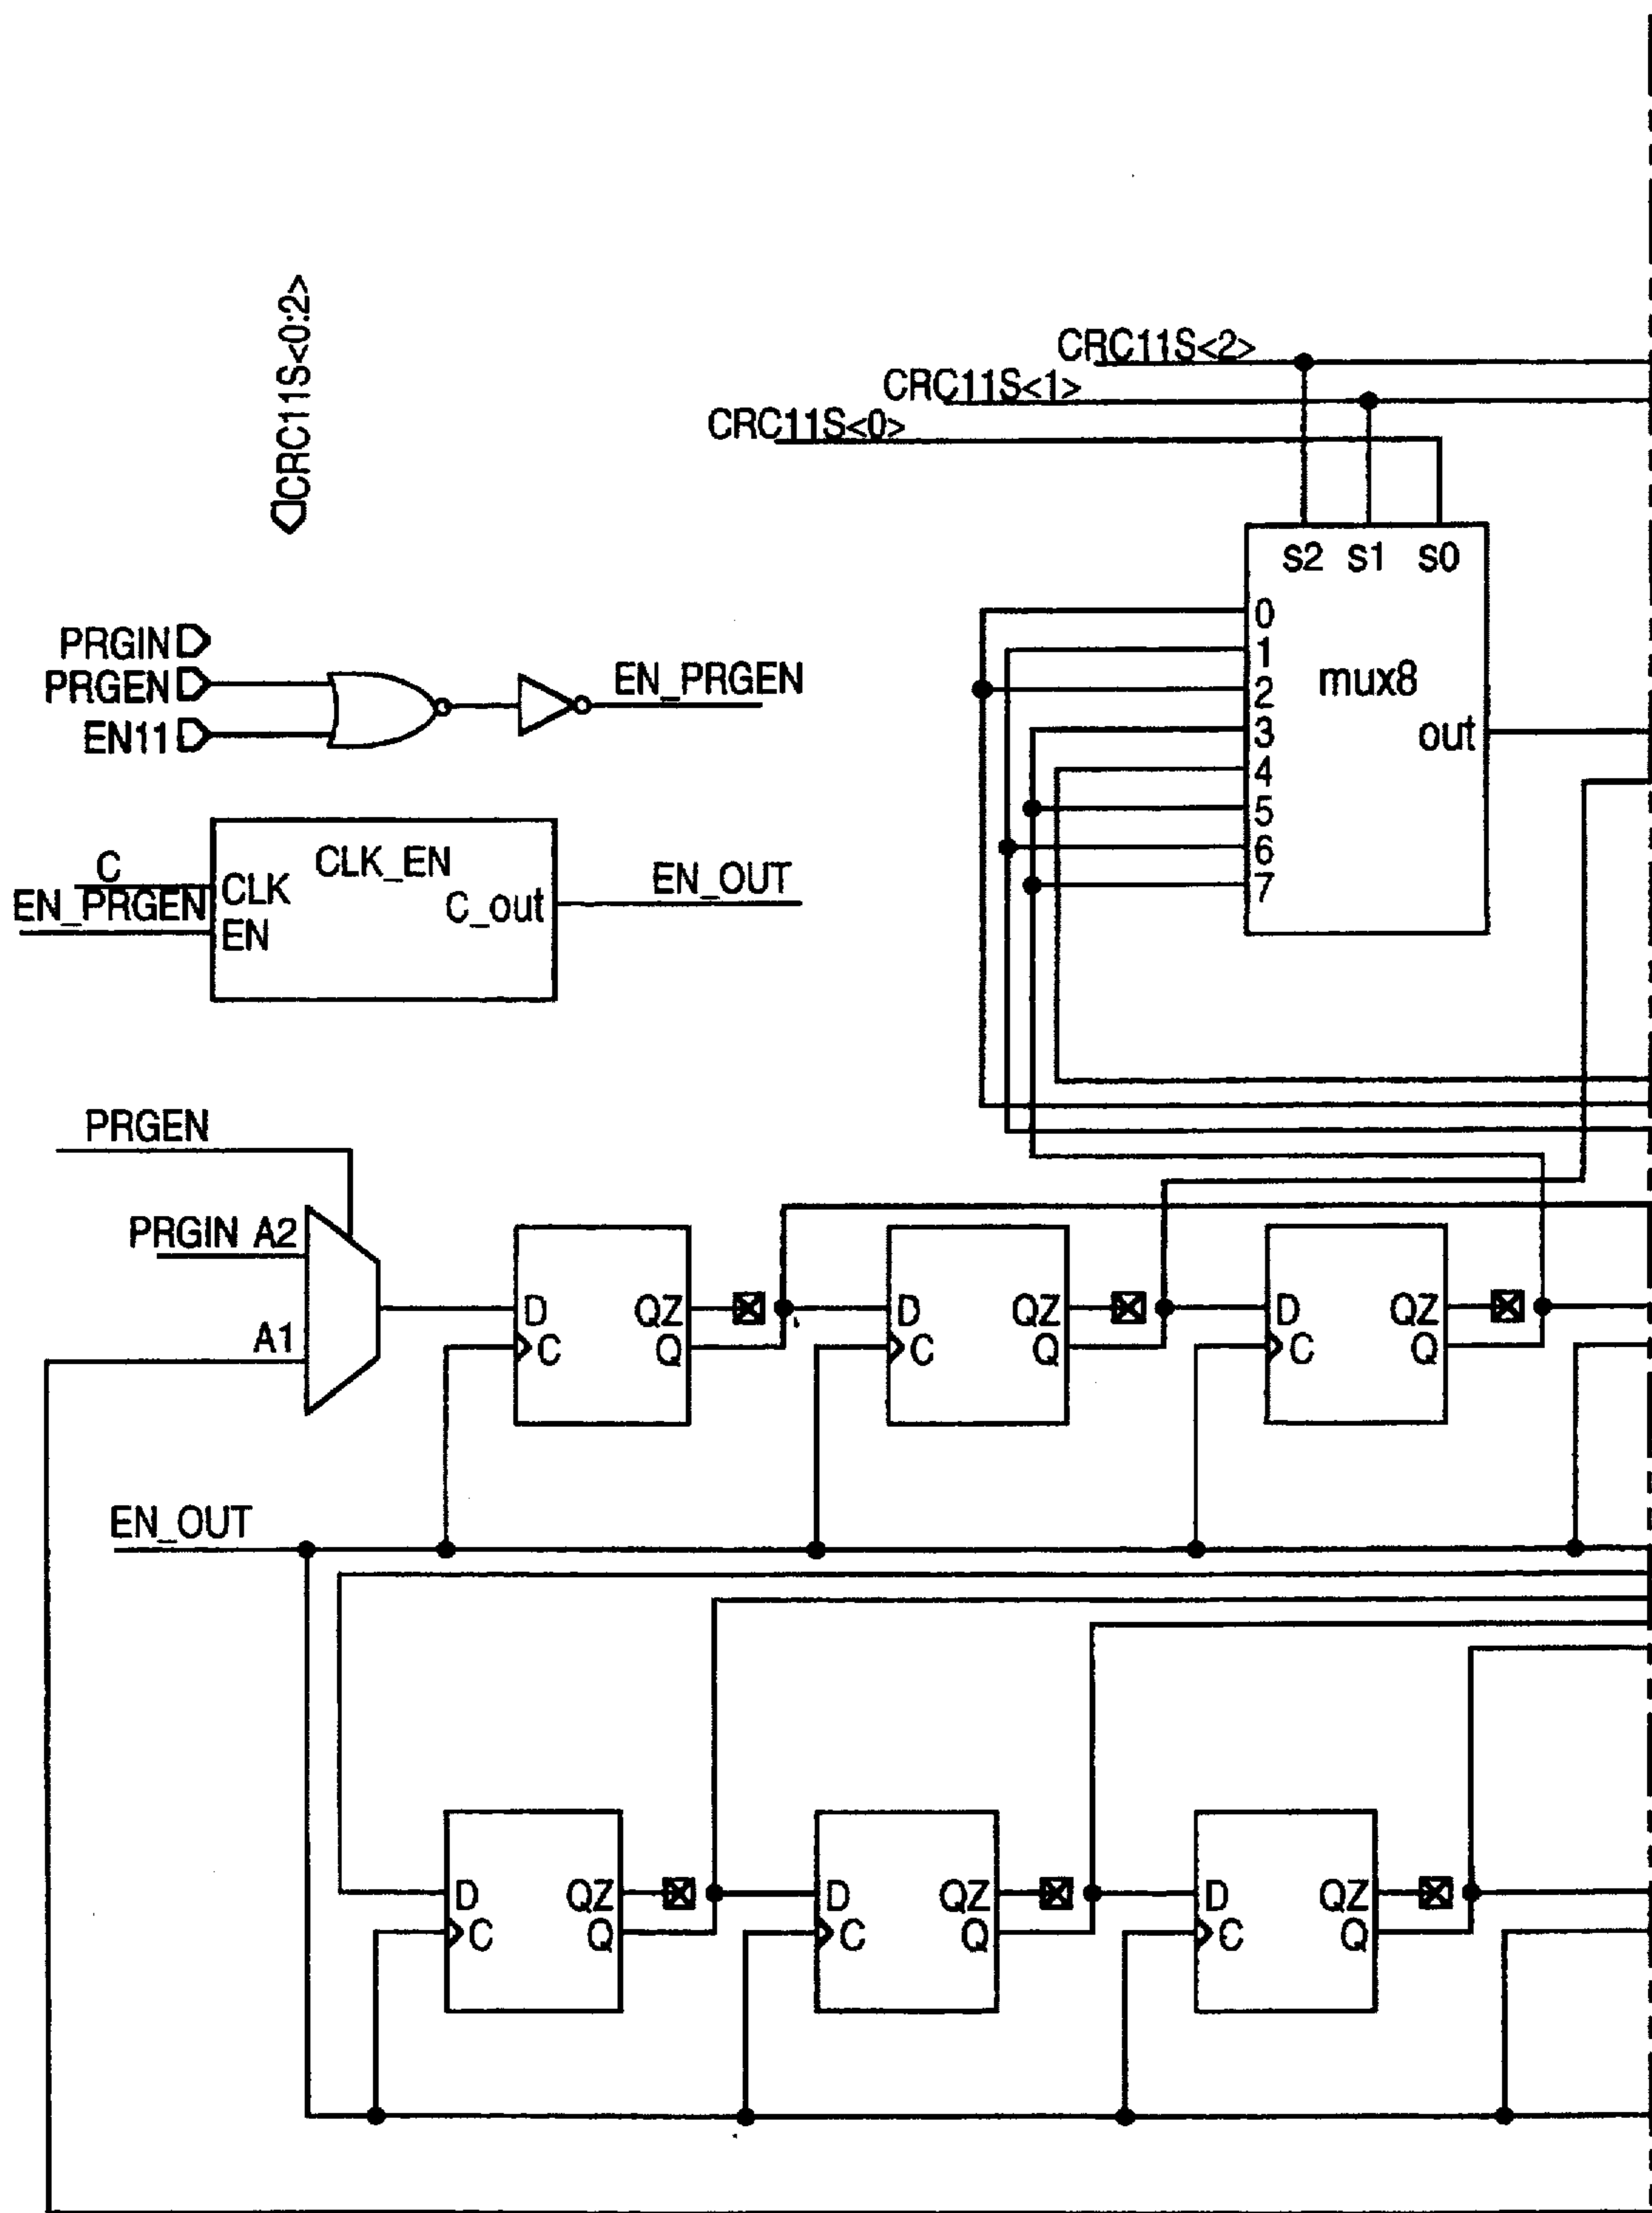 CRC11S<0:2>
CRC11S<2>
CRC11S<1>
CRC11S<0>
S2 S1 S0
0
1
2
3
4
5
6
7
mux8
out
PRGIN
PRGEN
EN11
EN_PRGEN
C
EN_PRGEN
CLK
EN
CLK_EN
C_out
EN_OUT
PRGEN
PRGIN A2
A1
D QZ
C Q
D QZ
C Q
D QZ
C Q
EN_OUT
D QZ
C Q
D QZ
C Q
D QZ
C Q